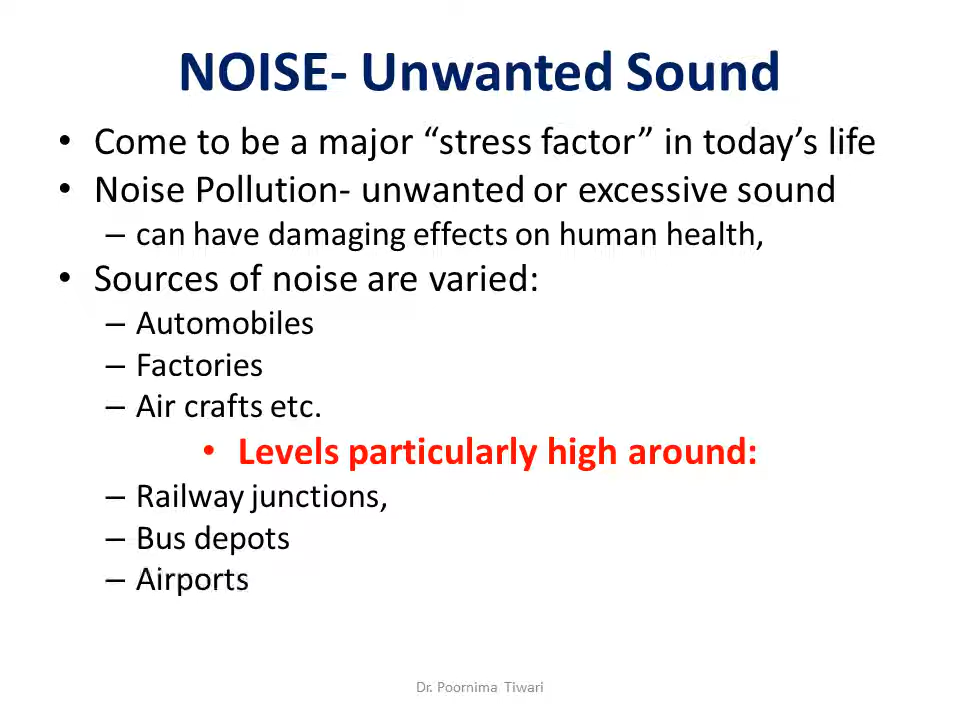 NOISE- Unwanted Sound
• Come to be a major “stress factor” in today’s life
• Noise Pollution- unwanted or excessive sound
– can have damaging effects on human health,
• Sources of noise are varied:
– Automobiles
– Factories
– Air crafts etc.
• Levels particularly high around:
– Railway junctions,
– Bus depots
– Airports
Dr. Poornima Tiwari